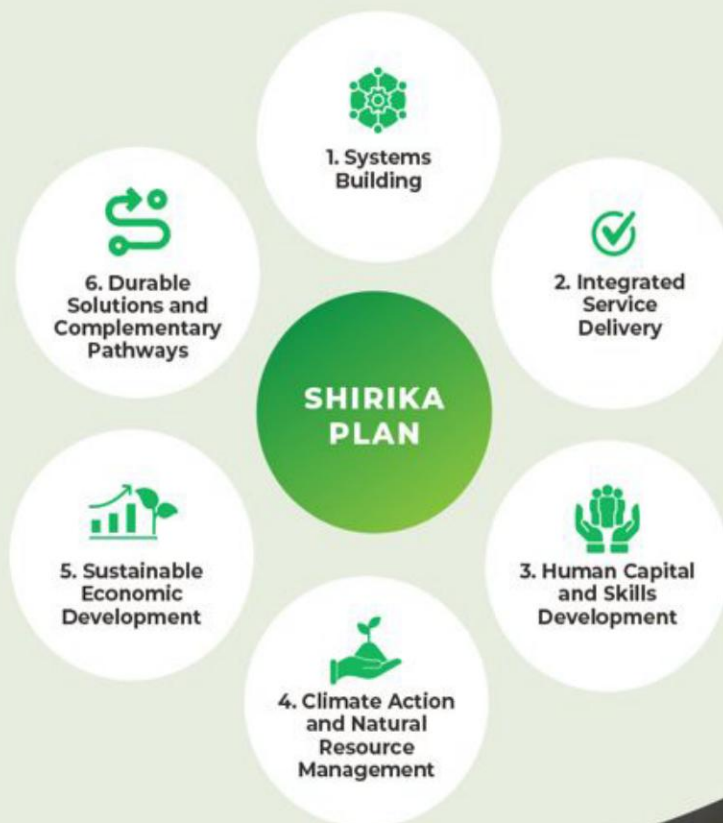 1. Systems
Building
2. Integrated
Service
Delivery
3. Human Capital
and Skills
Development
4. Climate Action
and Natural
Resource
Management
5. Sustainable
Economic
Development
6. Durable
Solutions and
Complementary
Pathways
SHIRIKA
PLAN